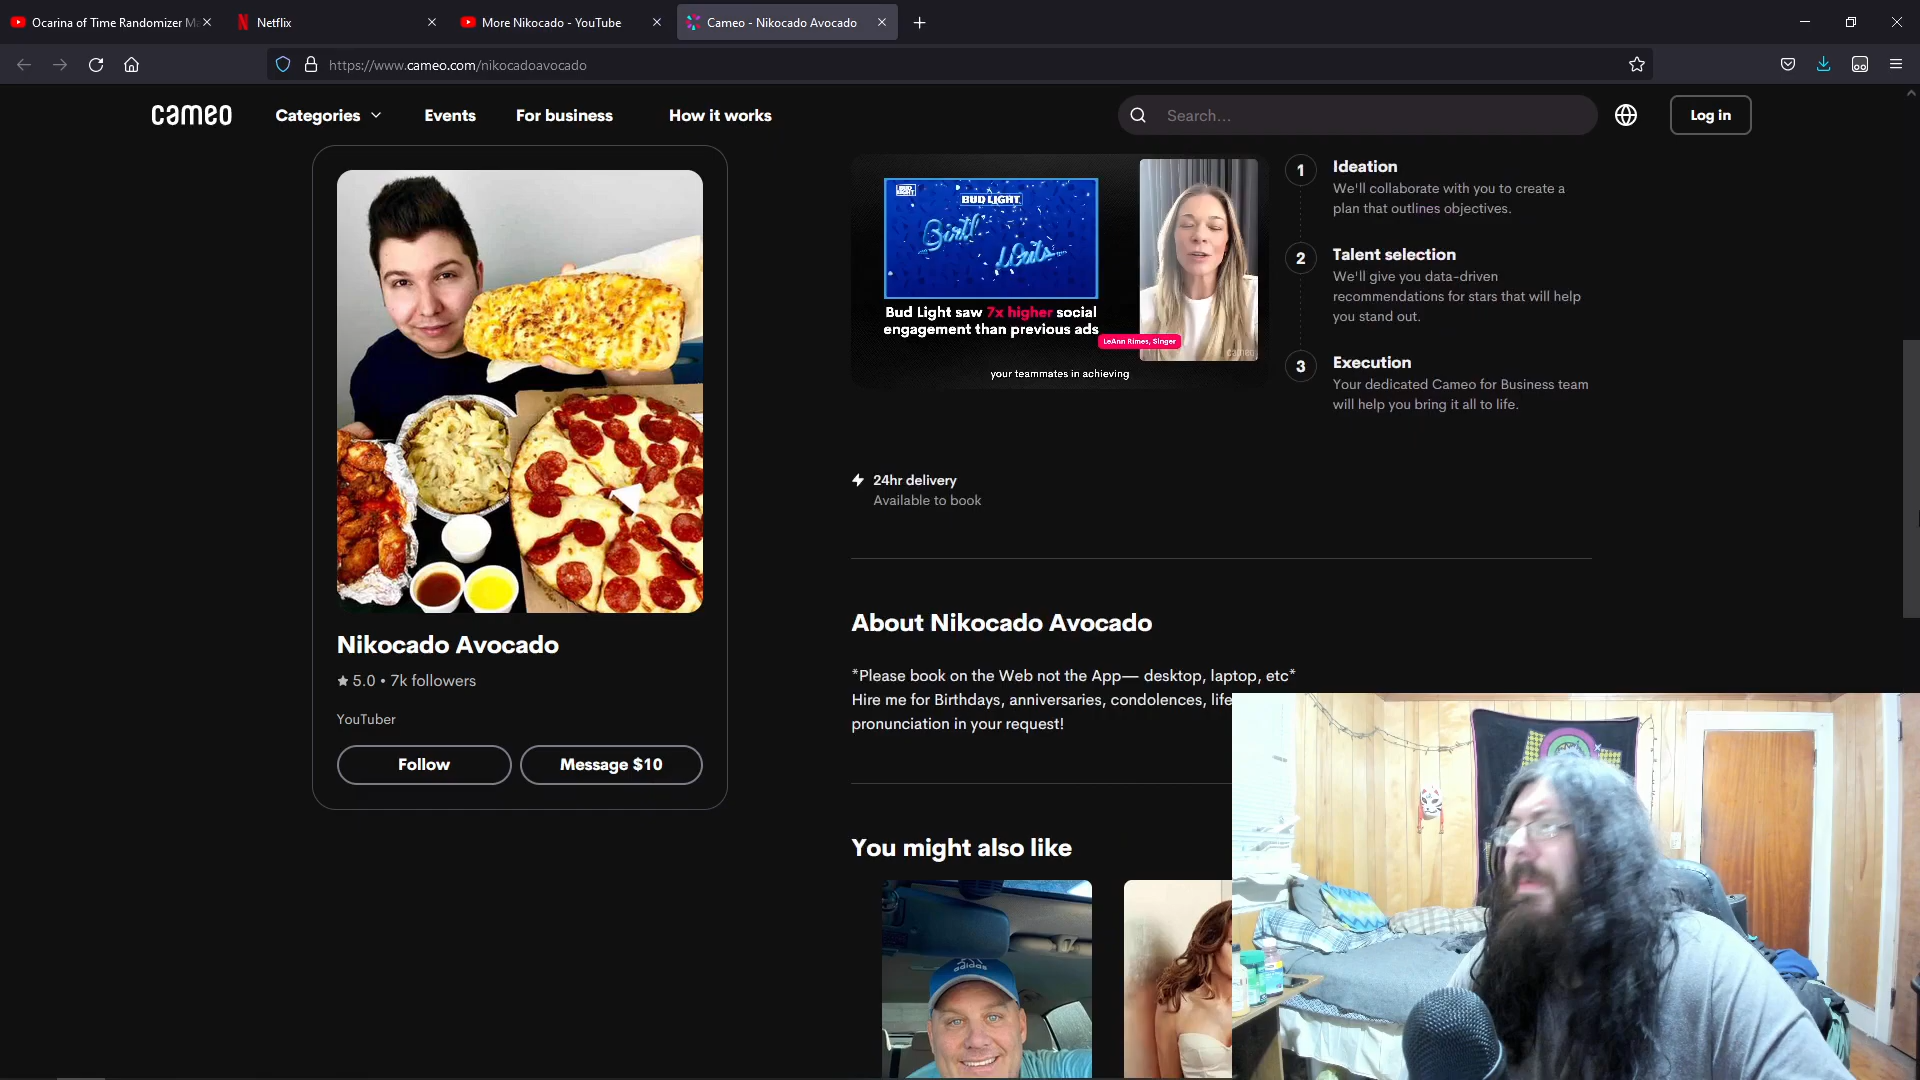 Ocarina of Time Randomizer M
Netflix
More Nikocado - YouTube
Cameo - Nikocado Avocado
https://www.cameo.com/nikocadoavocado
cameo
Categories
Events
For business
How it works
Search...
Log in
BUD LIGHT
BUD LIGHT
Bud Light saw 7x higher social
engagement than previous ads
LeAnn Rimes, Singer
cameo
your teammates in achieving
1
Ideation
We'll collaborate with you to create a
plan that outlines objectives.
2
Talent selection
We'll give you data-driven
recommendations for stars that will help
you stand out.
3
Execution
Your dedicated Cameo for Business team
will help you bring it all to life.
Nikocado Avocado
5.0 • 7k followers
YouTuber
Follow
Message $10
24hr delivery
Available to book
About Nikocado Avocado
*Please book on the Web not the App— desktop, laptop, etc*
Hire me for Birthdays, anniversaries, condolences, life
pronunciation in your request!
You might also like
adidas